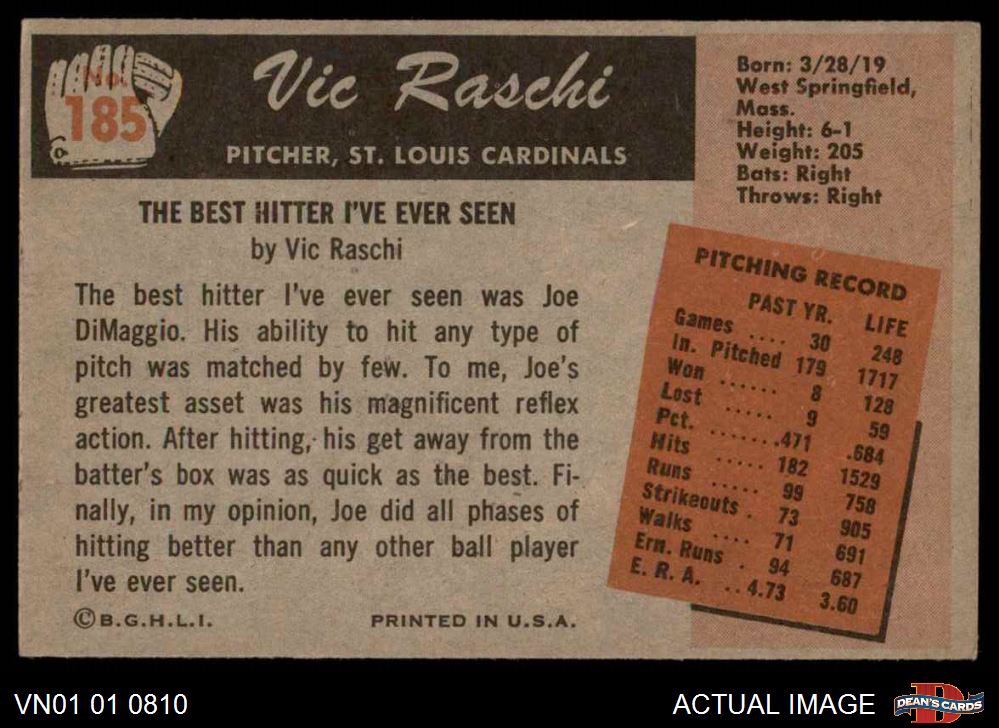 No.
185
Vic Raschi
PITCHER, ST. LOUIS CARDINALS
Born: 3/28/19
West Springfield,
Mass.
Height: 6-1
Weight: 205
Bats: Right
Throws: Right
THE BEST HITTER I'VE EVER SEEN
by Vic Raschi
The best hitter I've ever seen was Joe
DiMaggio. His ability to hit any type of
pitch was matched by few. To me, Joe's
greatest asset was his magnificent reflex
action. After hitting, his get away from the
batter's box was as quick as the best. Fi-
nally, in my opinion, Joe did all phases of
hitting better than any other ball player
I've ever seen.
©B.G.H.L.I. PRINTED IN U.S.A.
PITCHING RECORD
PAST YR. LIFE
Games .... 30 248
In. Pitched 179 1717
Won ...... 8 128
Lost ..... 9 59
Pct. .......471 .684
Hits ..... 182 1529
Runs ..... 99 758
Strikeouts . 73 905
Walks .... 71 691
Ern. Runs . 94 687
E. R. A. ..4.73 3.60
VN01 01 0810
ACTUAL IMAGE
D
DEAN'S CARDS